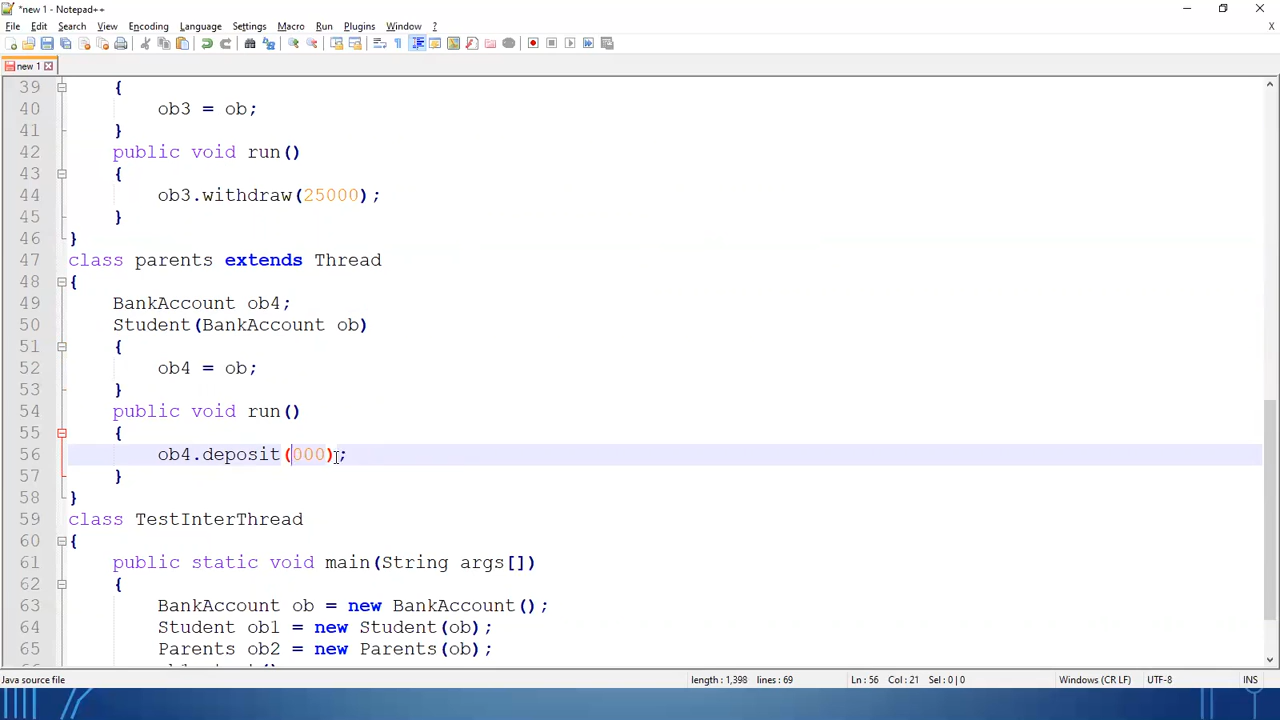 *new 1 - Notepad++
File Edit Search View Encoding Language Settings Macro Run Plugins Window ?
new 1
39 {
40 ob3 = ob;
41 }
42 public void run()
43 {
44 ob3.withdraw(25000);
45 }
46 }
47 class parents extends Thread
48 {
49 BankAccount ob4;
50 Student(BankAccount ob)
51 {
52 ob4 = ob;
53 }
54 public void run()
55 {
56 ob4.deposit(000);
57 }
58 }
59 class TestInterThread
60 {
61 public static void main(String args[])
62 {
63 BankAccount ob = new BankAccount();
64 Student ob1 = new Student(ob);
65 Parents ob2 = new Parents(ob);
Java source file length : 1,398 lines : 69 Ln : 56 Col : 21 Sel : 0 | 0 Windows (CR LF) UTF-8 INS